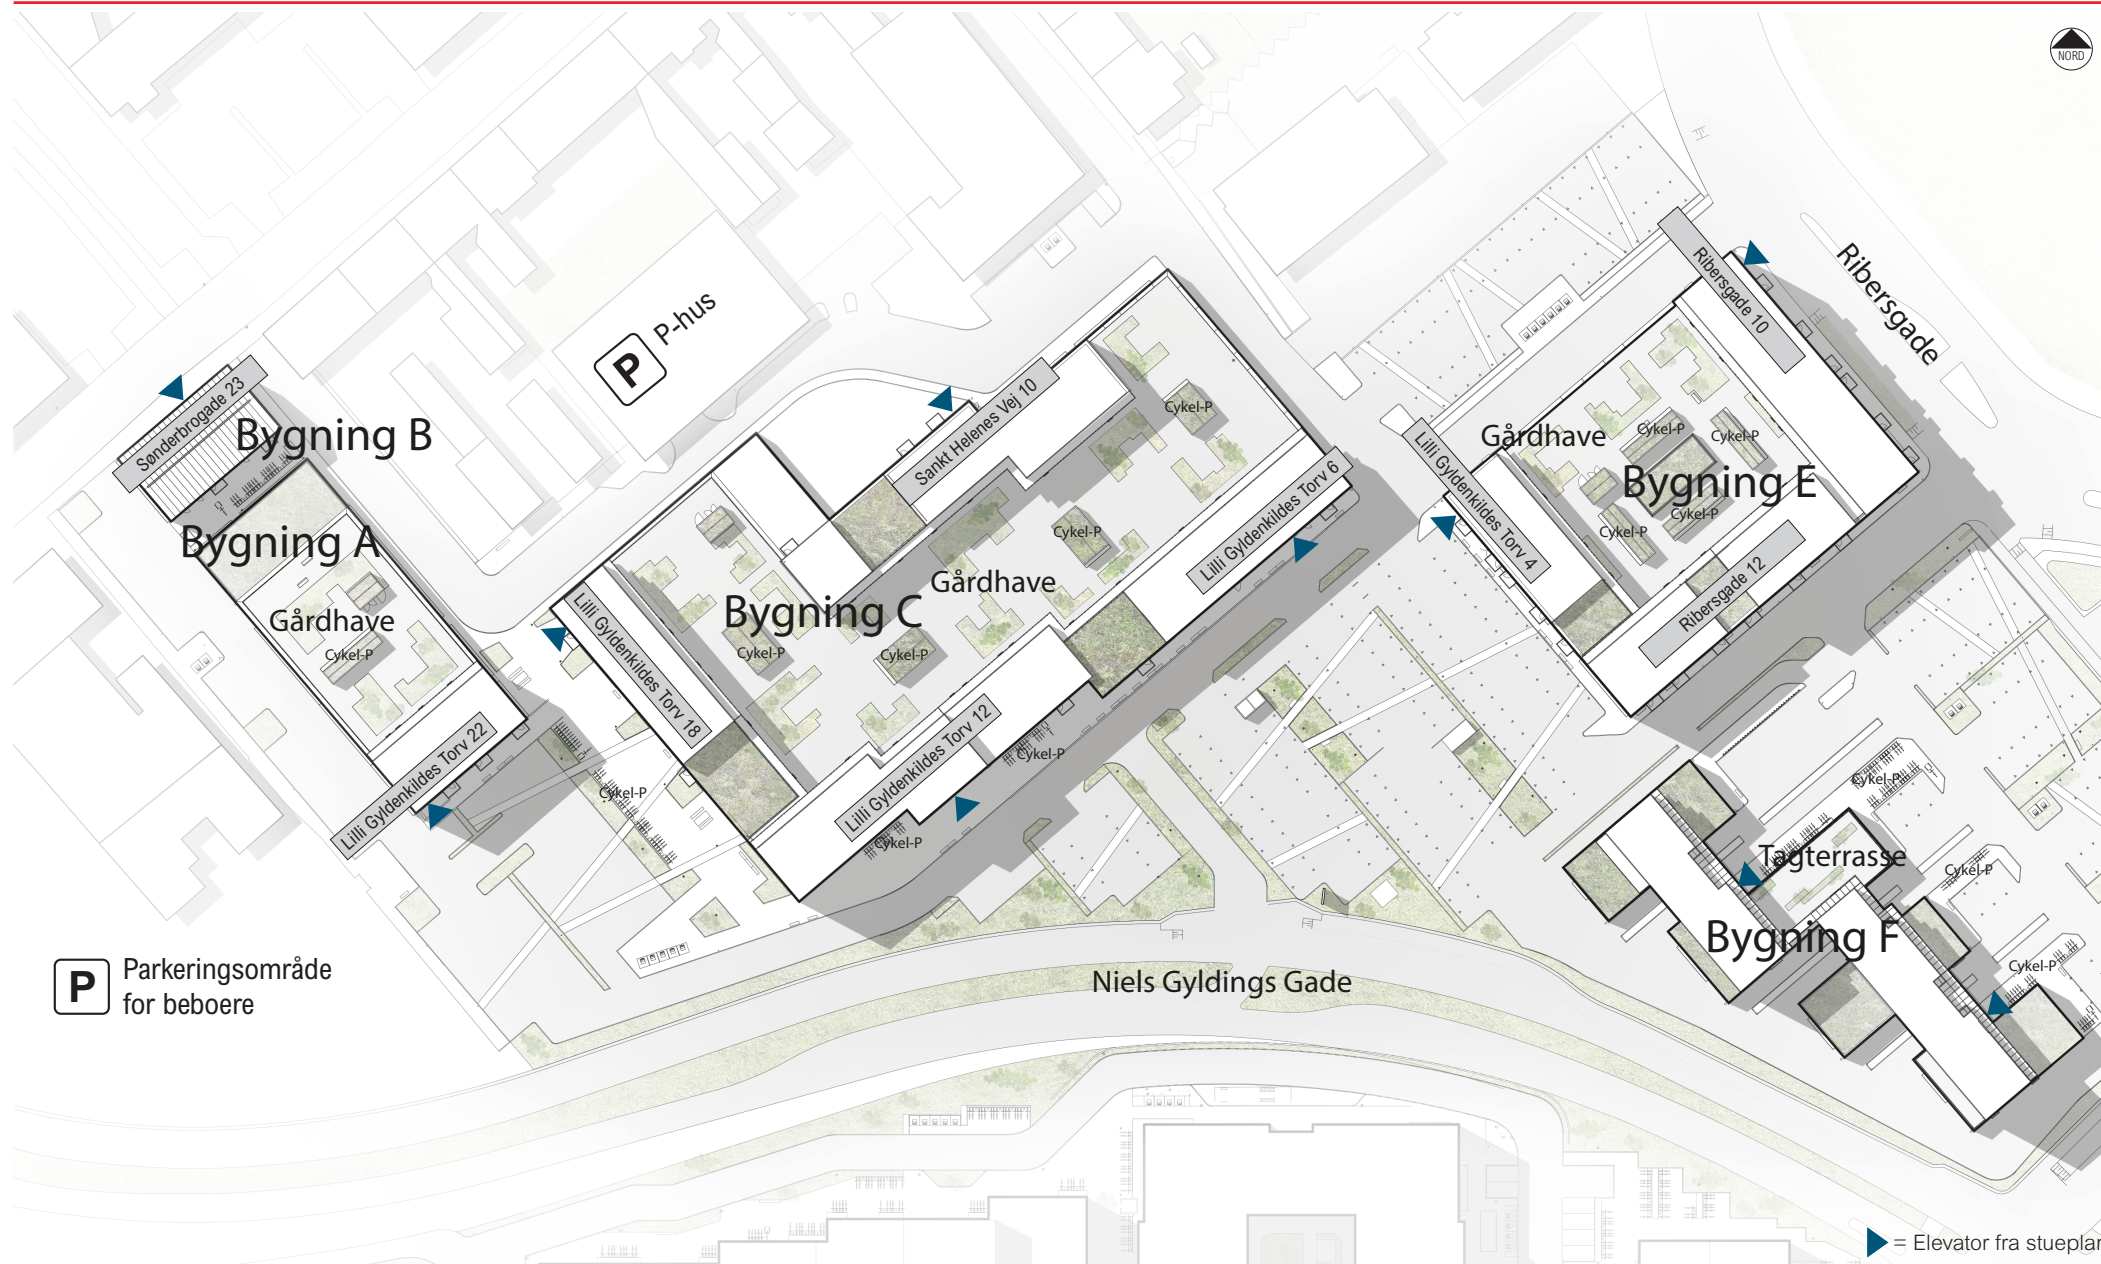 NORD
Ribersgade
Ribersgade 10
P
P-hus
Sønderbrogade 23
Bygning B
Sankt Helenes Vej 10
Cykel-P
Lilli Gyldenkildes Torv 6
Lilli Gyldenkildes Torv 4
Gårdhave
Cykel-P
Cykel-P
Bygning E
Cykel-P
Cykel-P
Ribersgade 12
Bygning A
Gårdhave
Cykel-P
Lilli Gyldenkildes Torv 22
Cykel-P
Lilli Gyldenkildes Torv 18
Bygning C
Cykel-P
Cykel-P
Gårdhave
Cykel-P
Lilli Gyldenkildes Torv 12
Cykel-P
Cykel-P
Cykel-P
Tagterrasse
Cykel-P
Bygning F
Cykel-P
Niels Gyldings Gade
P
Parkeringsområde
for beboere
= Elevator fra stueplan